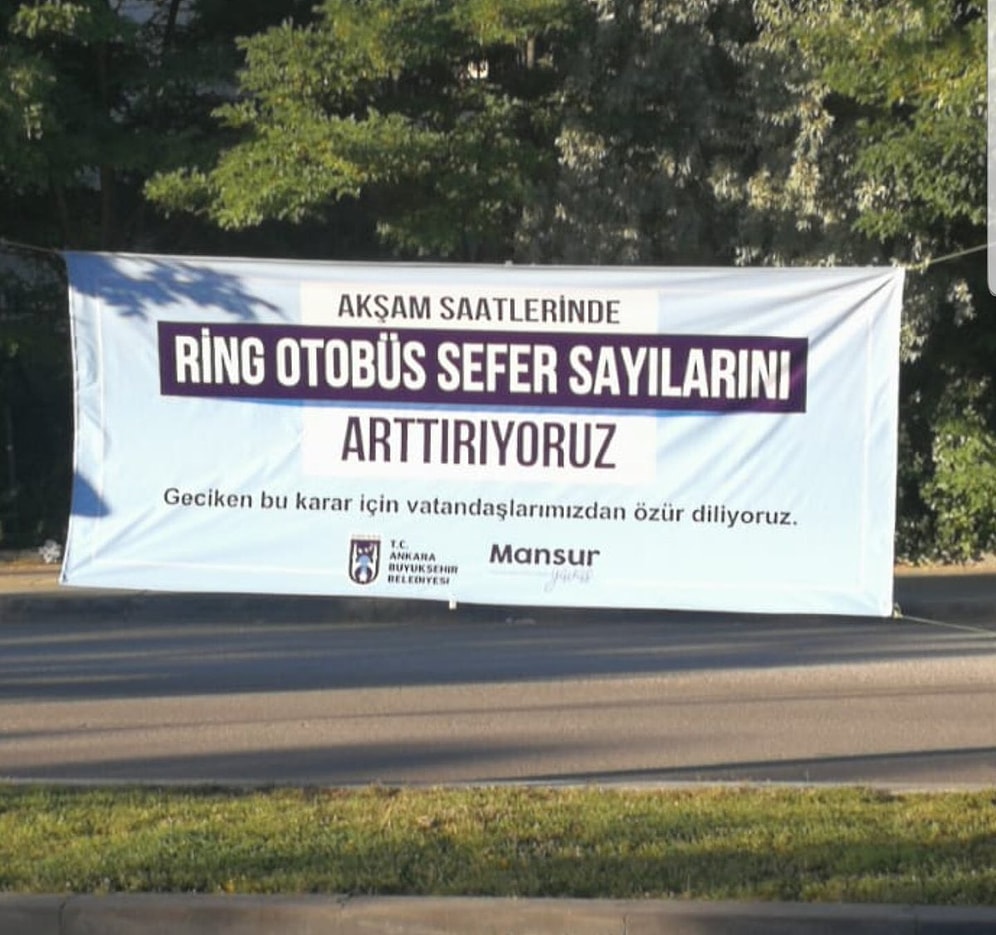 AKŞAM SAATLERİNDE
RİNG OTOBÜS SEFER SAYILARINI
ARTTIRIYORUZ
Geciken bu karar için vatandaşlarımızdan özür diliyoruz.
T.C.
ANKARA
BÜYÜKŞEHİR
BELEDİYESİ
Mansur
yavaş